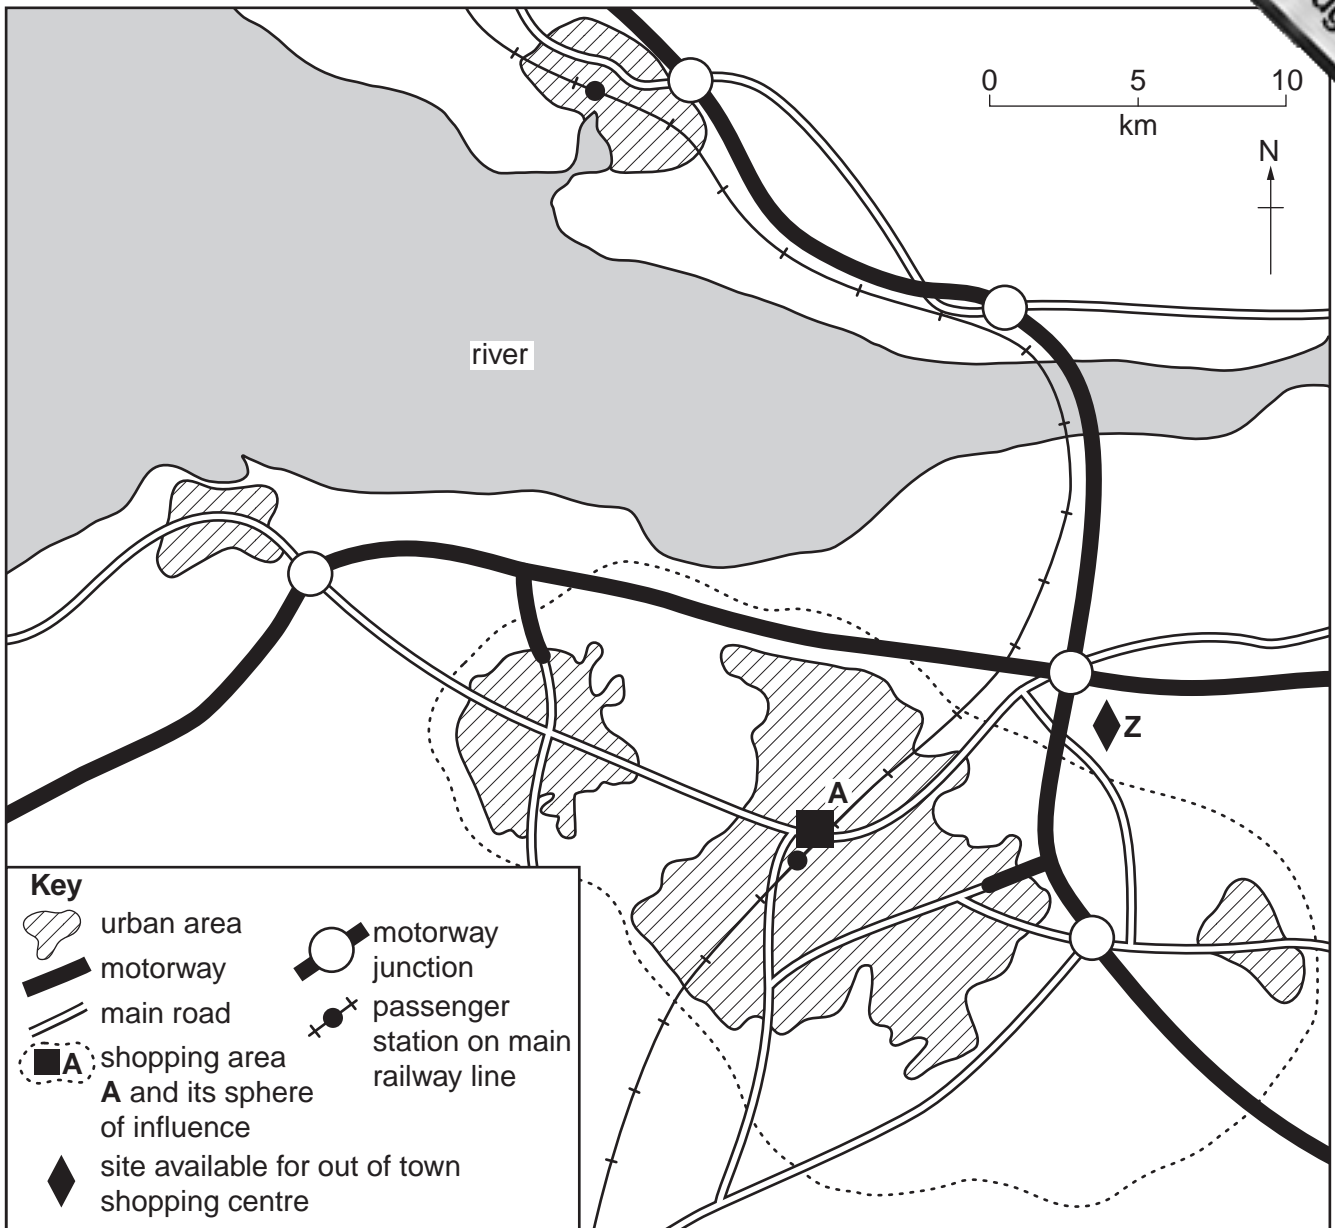 0 5 10
km
N
river
Z
A
Key
urban area
motorway
main road
A shopping area
A and its sphere
of influence
site available for out of town
shopping centre
motorway
junction
passenger
station on main
railway line